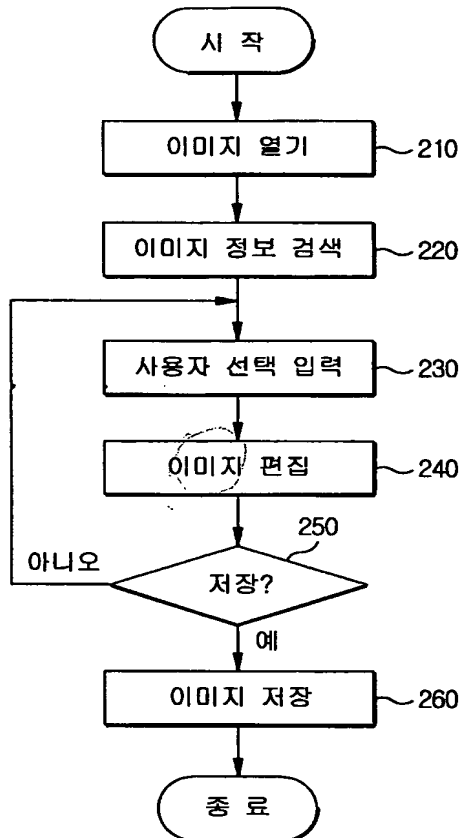 시 작
이미지 열기 210
이미지 정보 검색 220
사용자 선택 입력 230
이미지 편집 240
250
아니오 저장?
예
이미지 저장 260
종 료